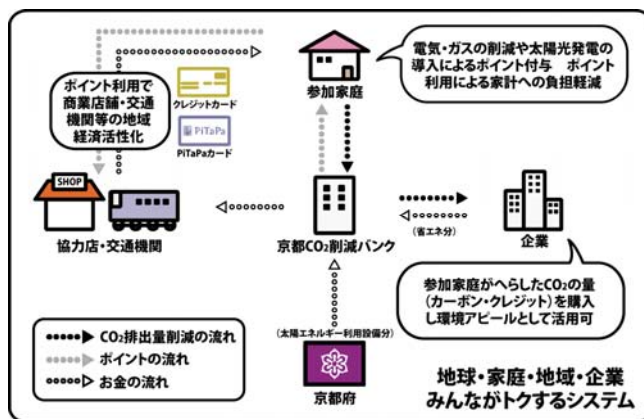 電気・ガスの削減や太陽光発電の
導入によるポイント付与　ポイント
利用による家計への負担軽減
参加家庭
ポイント利用で
商業店舗・交通
機関等の地域
経済活性化
クレジットカード
PiTaPa
PiTaPaカード
SHOP
協力店・交通機関
京都CO₂削減バンク
(省エネ分)
企業
参加家庭がへらしたCO₂の量
(カーボン・クレジット)を購入
し環境アピールとして活用可
(太陽エネルギー利用設備分)
京都府
CO₂排出量削減の流れ
ポイントの流れ
お金の流れ
地球・家庭・地域・企業
みんながトクするシステム